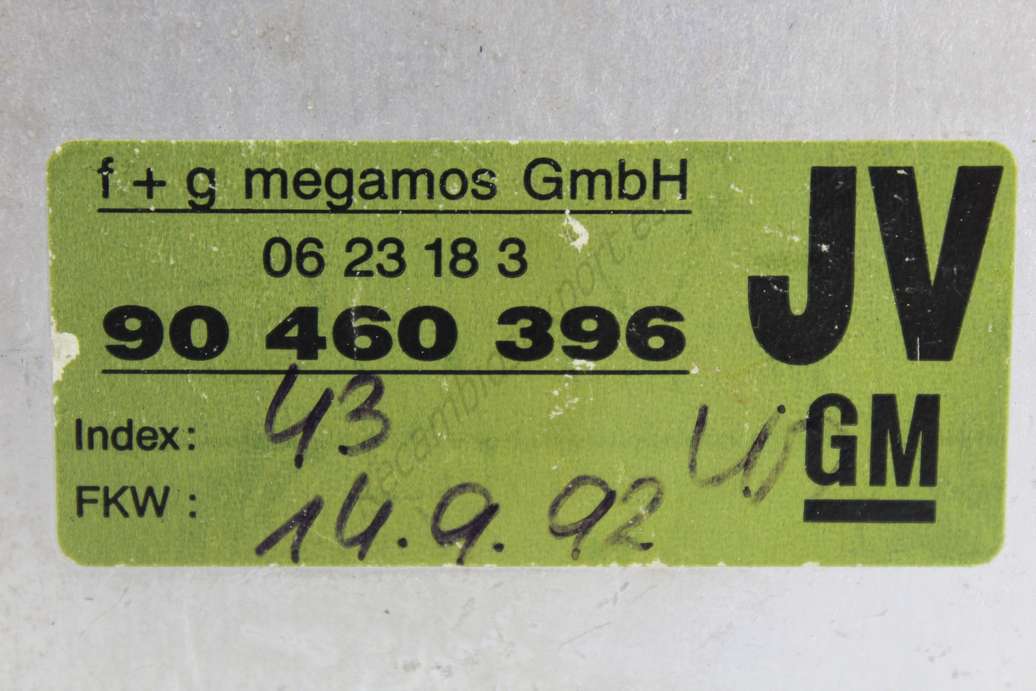 f + g megamos GmbH
06 23 18 3
90 460 396
JV
Index: 43
FKW : 14.9.92
GM